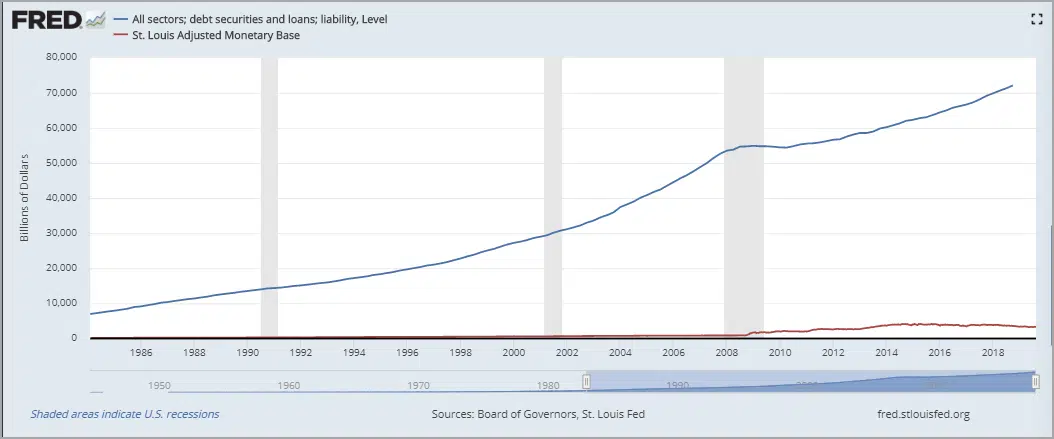 FRED
All sectors; debt securities and loans; liability, Level
St. Louis Adjusted Monetary Base
Billions of Dollars
80,000
70,000
60,000
50,000
40,000
30,000
20,000
10,000
0
1986 1988 1990 1992 1994 1996 1998 2000 2002 2004 2006 2008 2010 2012 2014 2016 2018
1950 1960 1970 1980 1990
Shaded areas indicate U.S. recessions
Sources: Board of Governors, St. Louis Fed
fred.stlouisfed.org